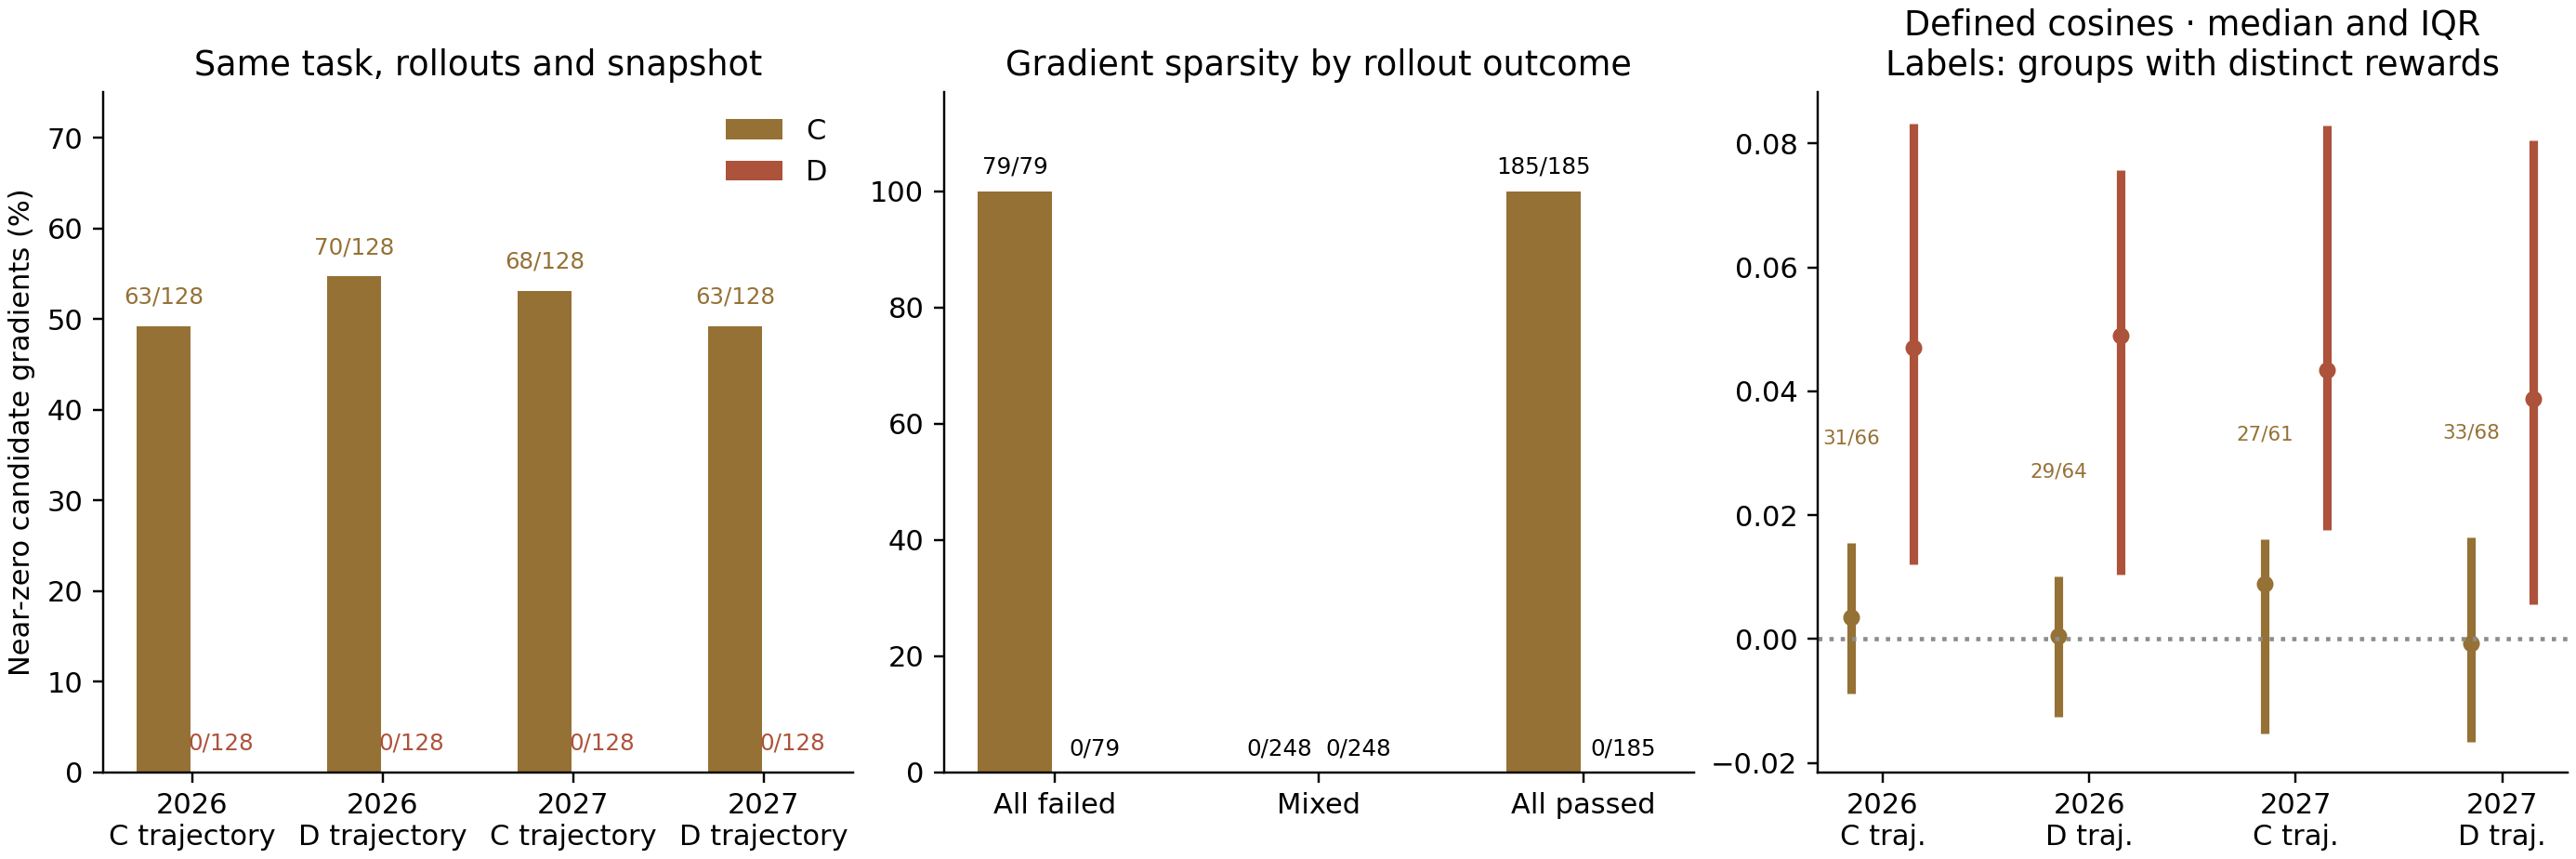 Same task, rollouts and snapshot
Near-zero candidate gradients (%)
70
60
50
40
30
20
10
0
C
D
63/128
0/128
70/128
0/128
68/128
0/128
63/128
0/128
2026
C trajectory
2026
D trajectory
2027
C trajectory
2027
D trajectory
Gradient sparsity by rollout outcome
100
80
60
40
20
0
79/79
0/79
0/248
0/248
185/185
0/185
All failed
Mixed
All passed
Defined cosines · median and IQR
Labels: groups with distinct rewards
0.08
0.06
0.04
0.02
0.00
−0.02
31/66
29/64
27/61
33/68
2026
C traj.
2026
D traj.
2027
C traj.
2027
D traj.